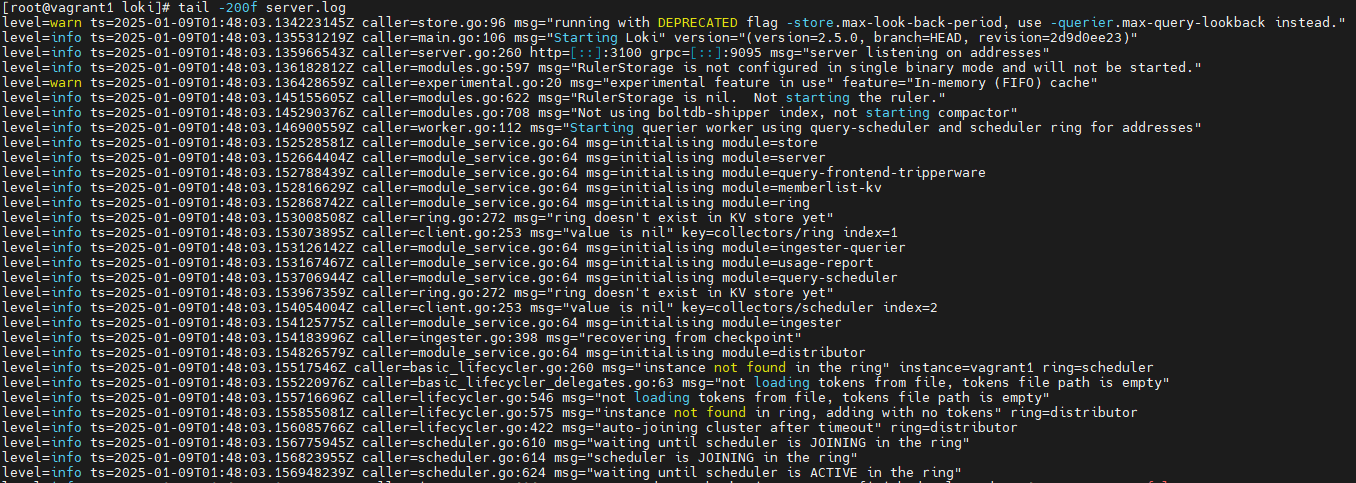 [root@vagrant1 loki]# tail -200f server.log
level=warn ts=2025-01-09T01:48:03.134223145Z caller=store.go:96 msg="running with DEPRECATED flag -store.max-look-back-period, use -querier.max-query-lookback instead."
level=info ts=2025-01-09T01:48:03.135531219Z caller=main.go:106 msg="Starting Loki" version="(version=2.5.0, branch=HEAD, revision=2d9d0ee23)"
level=info ts=2025-01-09T01:48:03.135966543Z caller=server.go:260 http=[::]:3100 grpc=[::]:9095 msg="server listening on addresses"
level=info ts=2025-01-09T01:48:03.136182812Z caller=modules.go:597 msg="RulerStorage is not configured in single binary mode and will not be started."
level=warn ts=2025-01-09T01:48:03.136428659Z caller=experimental.go:20 msg="experimental feature in use" feature="In-memory (FIFO) cache"
level=info ts=2025-01-09T01:48:03.145155605Z caller=modules.go:622 msg="RulerStorage is nil.  Not starting the ruler."
level=info ts=2025-01-09T01:48:03.145290376Z caller=modules.go:708 msg="Not using boltdb-shipper index, not starting compactor"
level=info ts=2025-01-09T01:48:03.146900559Z caller=worker.go:112 msg="Starting querier worker using query-scheduler and scheduler ring for addresses"
level=info ts=2025-01-09T01:48:03.152528581Z caller=module_service.go:64 msg=initialising module=store
level=info ts=2025-01-09T01:48:03.152664404Z caller=module_service.go:64 msg=initialising module=server
level=info ts=2025-01-09T01:48:03.152788439Z caller=module_service.go:64 msg=initialising module=query-frontend-tripperware
level=info ts=2025-01-09T01:48:03.152816629Z caller=module_service.go:64 msg=initialising module=memberlist-kv
level=info ts=2025-01-09T01:48:03.152868742Z caller=module_service.go:64 msg=initialising module=ring
level=info ts=2025-01-09T01:48:03.153008508Z caller=ring.go:272 msg="ring doesn't exist in KV store yet"
level=info ts=2025-01-09T01:48:03.153073895Z caller=client.go:253 msg="value is nil" key=collectors/ring index=1
level=info ts=2025-01-09T01:48:03.153126142Z caller=module_service.go:64 msg=initialising module=ingester-querier
level=info ts=2025-01-09T01:48:03.153167467Z caller=module_service.go:64 msg=initialising module=usage-report
level=info ts=2025-01-09T01:48:03.153706944Z caller=module_service.go:64 msg=initialising module=query-scheduler
level=info ts=2025-01-09T01:48:03.153967359Z caller=ring.go:272 msg="ring doesn't exist in KV store yet"
level=info ts=2025-01-09T01:48:03.154054004Z caller=client.go:253 msg="value is nil" key=collectors/scheduler index=2
level=info ts=2025-01-09T01:48:03.154125775Z caller=module_service.go:64 msg=initialising module=ingester
level=info ts=2025-01-09T01:48:03.154183996Z caller=ingester.go:398 msg="recovering from checkpoint"
level=info ts=2025-01-09T01:48:03.154826579Z caller=module_service.go:64 msg=initialising module=distributor
level=info ts=2025-01-09T01:48:03.15517546Z caller=basic_lifecycler.go:260 msg="instance not found in the ring" instance=vagrant1 ring=scheduler
level=info ts=2025-01-09T01:48:03.155220976Z caller=basic_lifecycler_delegates.go:63 msg="not loading tokens from file, tokens file path is empty"
level=info ts=2025-01-09T01:48:03.155716696Z caller=lifecycler.go:546 msg="not loading tokens from file, tokens file path is empty"
level=info ts=2025-01-09T01:48:03.155855081Z caller=lifecycler.go:575 msg="instance not found in ring, adding with no tokens" ring=distributor
level=info ts=2025-01-09T01:48:03.156085766Z caller=lifecycler.go:422 msg="auto-joining cluster after timeout" ring=distributor
level=info ts=2025-01-09T01:48:03.156775945Z caller=scheduler.go:610 msg="waiting until scheduler is JOINING in the ring"
level=info ts=2025-01-09T01:48:03.156823955Z caller=scheduler.go:614 msg="scheduler is JOINING in the ring"
level=info ts=2025-01-09T01:48:03.156948239Z caller=scheduler.go:624 msg="waiting until scheduler is ACTIVE in the ring"